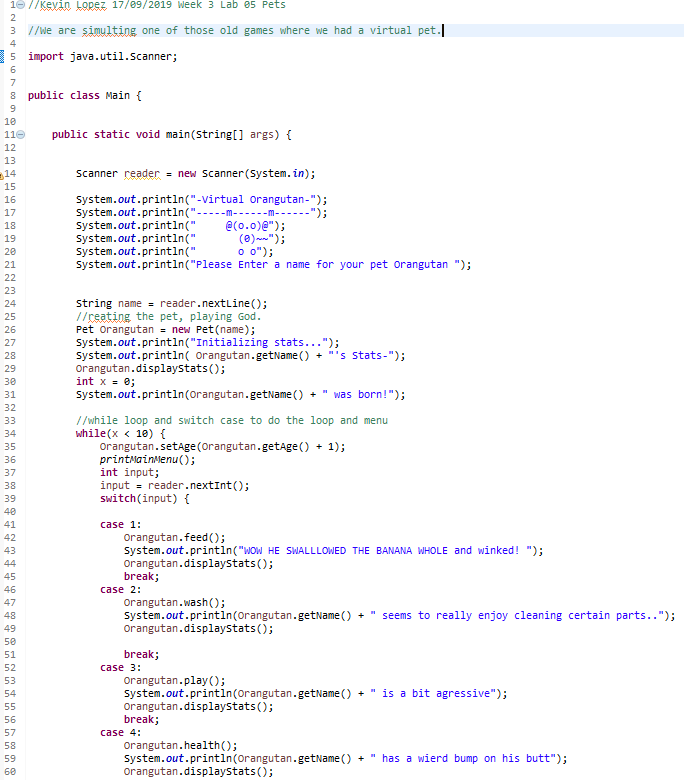 1 //Kevin Lopez 17/09/2019 Week 3 Lab 05 Pets
2
3 //We are simulting one of those old games where we had a virtual pet.
4
5 import java.util.Scanner;
6
7
8 public class Main {
9
10
11     public static void main(String[] args) {
12
13
14         Scanner reader = new Scanner(System.in);
15
16         System.out.println("-Virtual Orangutan-");
17         System.out.println("-----m------m------");
18         System.out.println("     @(o.o)@");
19         System.out.println("       (0)~~");
20         System.out.println("       o o");
21         System.out.println("Please Enter a name for your pet Orangutan ");
22
23
24         String name = reader.nextLine();
25         //reating the pet, playing God.
26         Pet Orangutan = new Pet(name);
27         System.out.println("Initializing stats...");
28         System.out.println( Orangutan.getName() + "'s Stats-");
29         Orangutan.displayStats();
30         int x = 0;
31         System.out.println(Orangutan.getName() + " was born!");
32
33         //while loop and switch case to do the loop and menu
34         while(x < 10) {
35             Orangutan.setAge(Orangutan.getAge() + 1);
36             printMainMenu();
37             int input;
38             input = reader.nextInt();
39             switch(input) {
40
41             case 1:
42                 Orangutan.feed();
43                 System.out.println("WOW HE SWALLLOWED THE BANANA WHOLE and winked! ");
44                 Orangutan.displayStats();
45                 break;
46             case 2:
47                 Orangutan.wash();
48                 System.out.println(Orangutan.getName() + " seems to really enjoy cleaning certain parts..");
49                 Orangutan.displayStats();
50
51                 break;
52             case 3:
53                 Orangutan.play();
54                 System.out.println(Orangutan.getName() + " is a bit agressive");
55                 Orangutan.displayStats();
56                 break;
57             case 4:
58                 Orangutan.health();
59                 System.out.println(Orangutan.getName() + " has a wierd bump on his butt");
60                 Orangutan.displayStats();